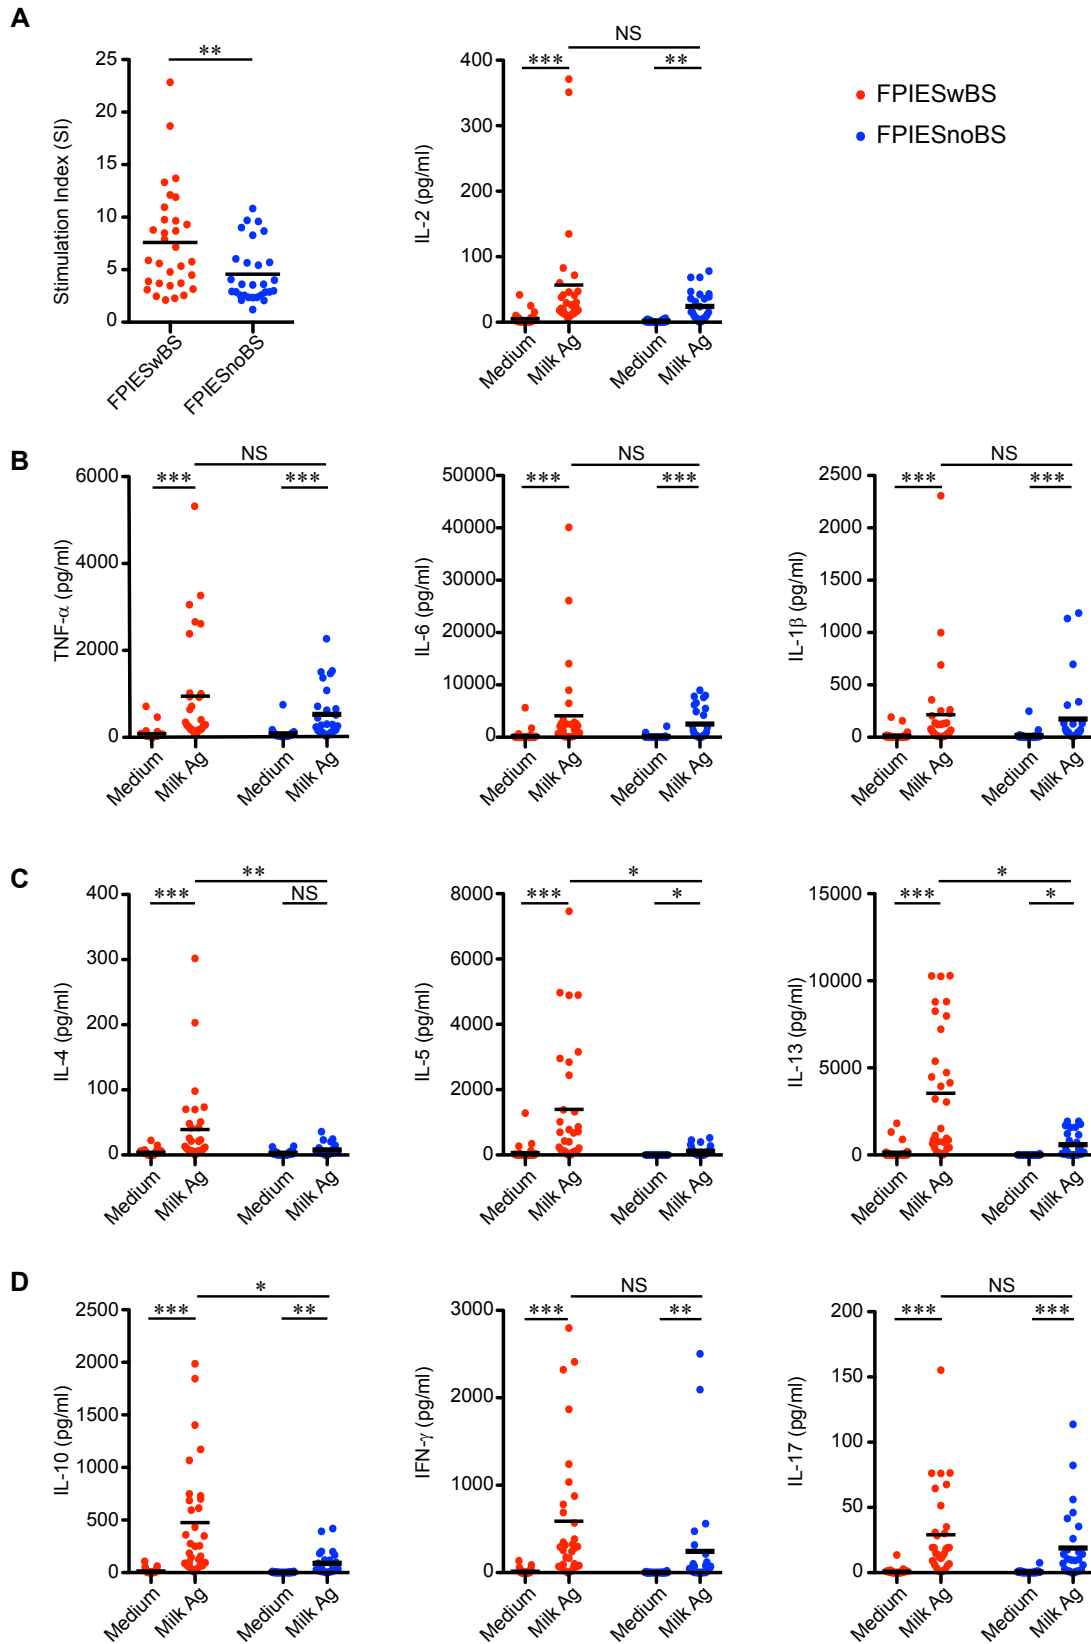 A
**
25
20
15
10
5
0
Stimulation Index (SI)
FPIESwBS
FPIESnoBS
NS
***
**
400
300
200
100
0
IL-2 (pg/ml)
Medium
Milk Ag
Medium
Milk Ag
FPIESwBS
FPIESnoBS
B
NS
***
***
6000
4000
2000
0
TNF-α (pg/ml)
Medium
Milk Ag
Medium
Milk Ag
NS
***
***
50000
40000
30000
20000
10000
0
IL-6 (pg/ml)
Medium
Milk Ag
Medium
Milk Ag
NS
***
***
2500
2000
1500
1000
500
0
IL-1β (pg/ml)
Medium
Milk Ag
Medium
Milk Ag
C
**
***
NS
400
300
200
100
0
IL-4 (pg/ml)
Medium
Milk Ag
Medium
Milk Ag
*
***
*
8000
6000
4000
2000
0
IL-5 (pg/ml)
Medium
Milk Ag
Medium
Milk Ag
*
***
*
15000
10000
5000
0
IL-13 (pg/ml)
Medium
Milk Ag
Medium
Milk Ag
D
*
***
**
2500
2000
1500
1000
500
0
IL-10 (pg/ml)
Medium
Milk Ag
Medium
Milk Ag
NS
***
**
3000
2000
1000
0
IFN-γ (pg/ml)
Medium
Milk Ag
Medium
Milk Ag
NS
***
***
200
150
100
50
0
IL-17 (pg/ml)
Medium
Milk Ag
Medium
Milk Ag